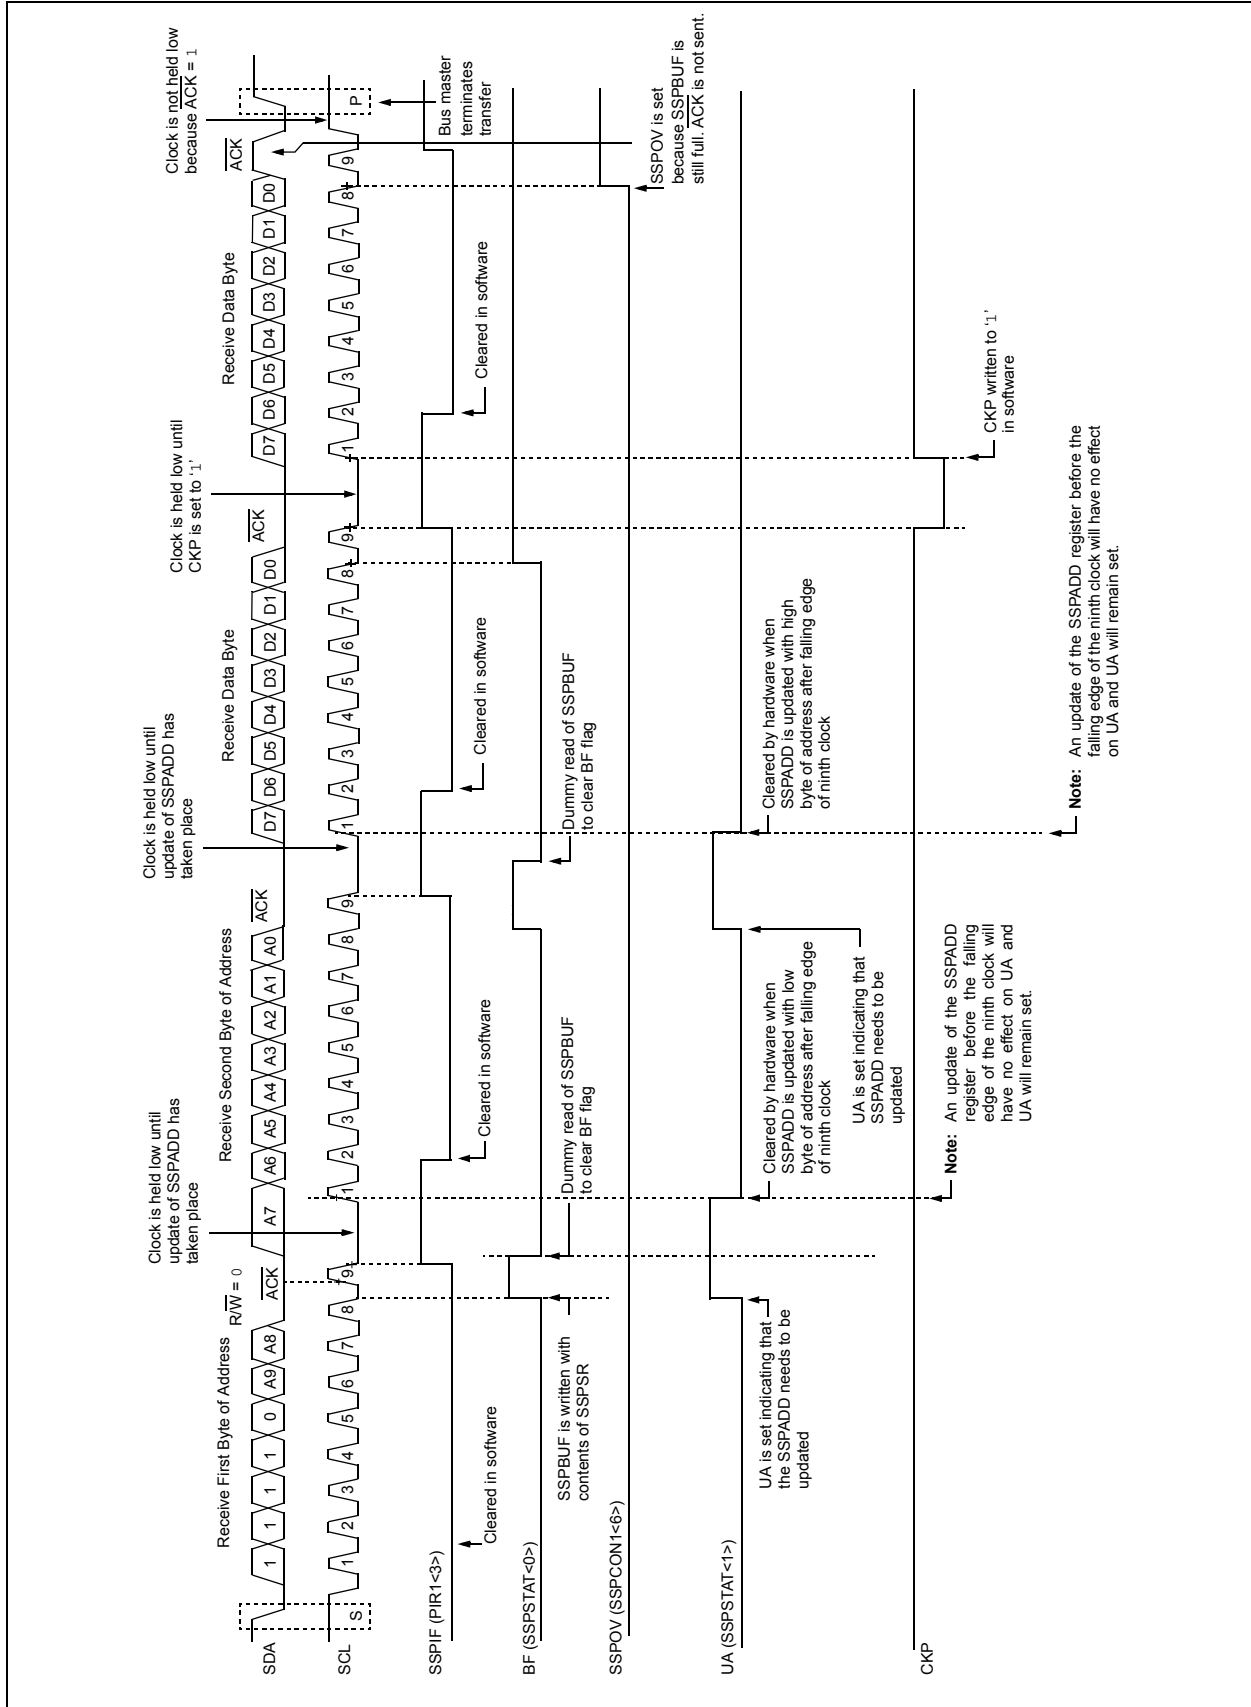 Clock is not held low
because ACK = 1
ACK
Receive Data Byte
D7 D6 D5 D4 D3 D2 D1 D0
Clock is held low until
CKP is set to ‘1’
ACK
Receive Data Byte
D7 D6 D5 D4 D3 D2 D1 D0
Clock is held low until
update of SSPADD has
taken place
ACK
Receive Second Byte of Address
A7 A6 A5 A4 A3 A2 A1 A0
Clock is held low until
update of SSPADD has
taken place
R/W = 0
ACK
Receive First Byte of Address
1 1 1 1 0 A9 A8
SDA
SCL
S
1 2 3 4 5 6 7 8 9
1 2 3 4 5 6 7 8 9
1 2 3 4 5 6 7 8 9
1 2 3 4 5 6 7 8 9
P
Bus master
terminates
transfer
SSPIF (PIR1<3>)
Cleared in software
Cleared in software
Cleared in software
Cleared in software
BF (SSPSTAT<0>)
SSPBUF is written with
contents of SSPSR
Dummy read of SSPBUF
to clear BF flag
Dummy read of SSPBUF
to clear BF flag
SSPOV (SSPCON1<6>)
SSPOV is set
because SSPBUF is
still full. ACK is not sent.
UA (SSPSTAT<1>)
UA is set indicating that
the SSPADD needs to be
updated
Cleared by hardware when
SSPADD is updated with low
byte of address after falling edge
of ninth clock
UA is set indicating that
SSPADD needs to be
updated
Cleared by hardware when
SSPADD is updated with high
byte of address after falling edge
of ninth clock
CKP
CKP written to ‘1’
in software
Note: An update of the SSPADD
register before the falling
edge of the ninth clock will
have no effect on UA and
UA will remain set.
Note: An update of the SSPADD register before the
falling edge of the ninth clock will have no effect
on UA and UA will remain set.